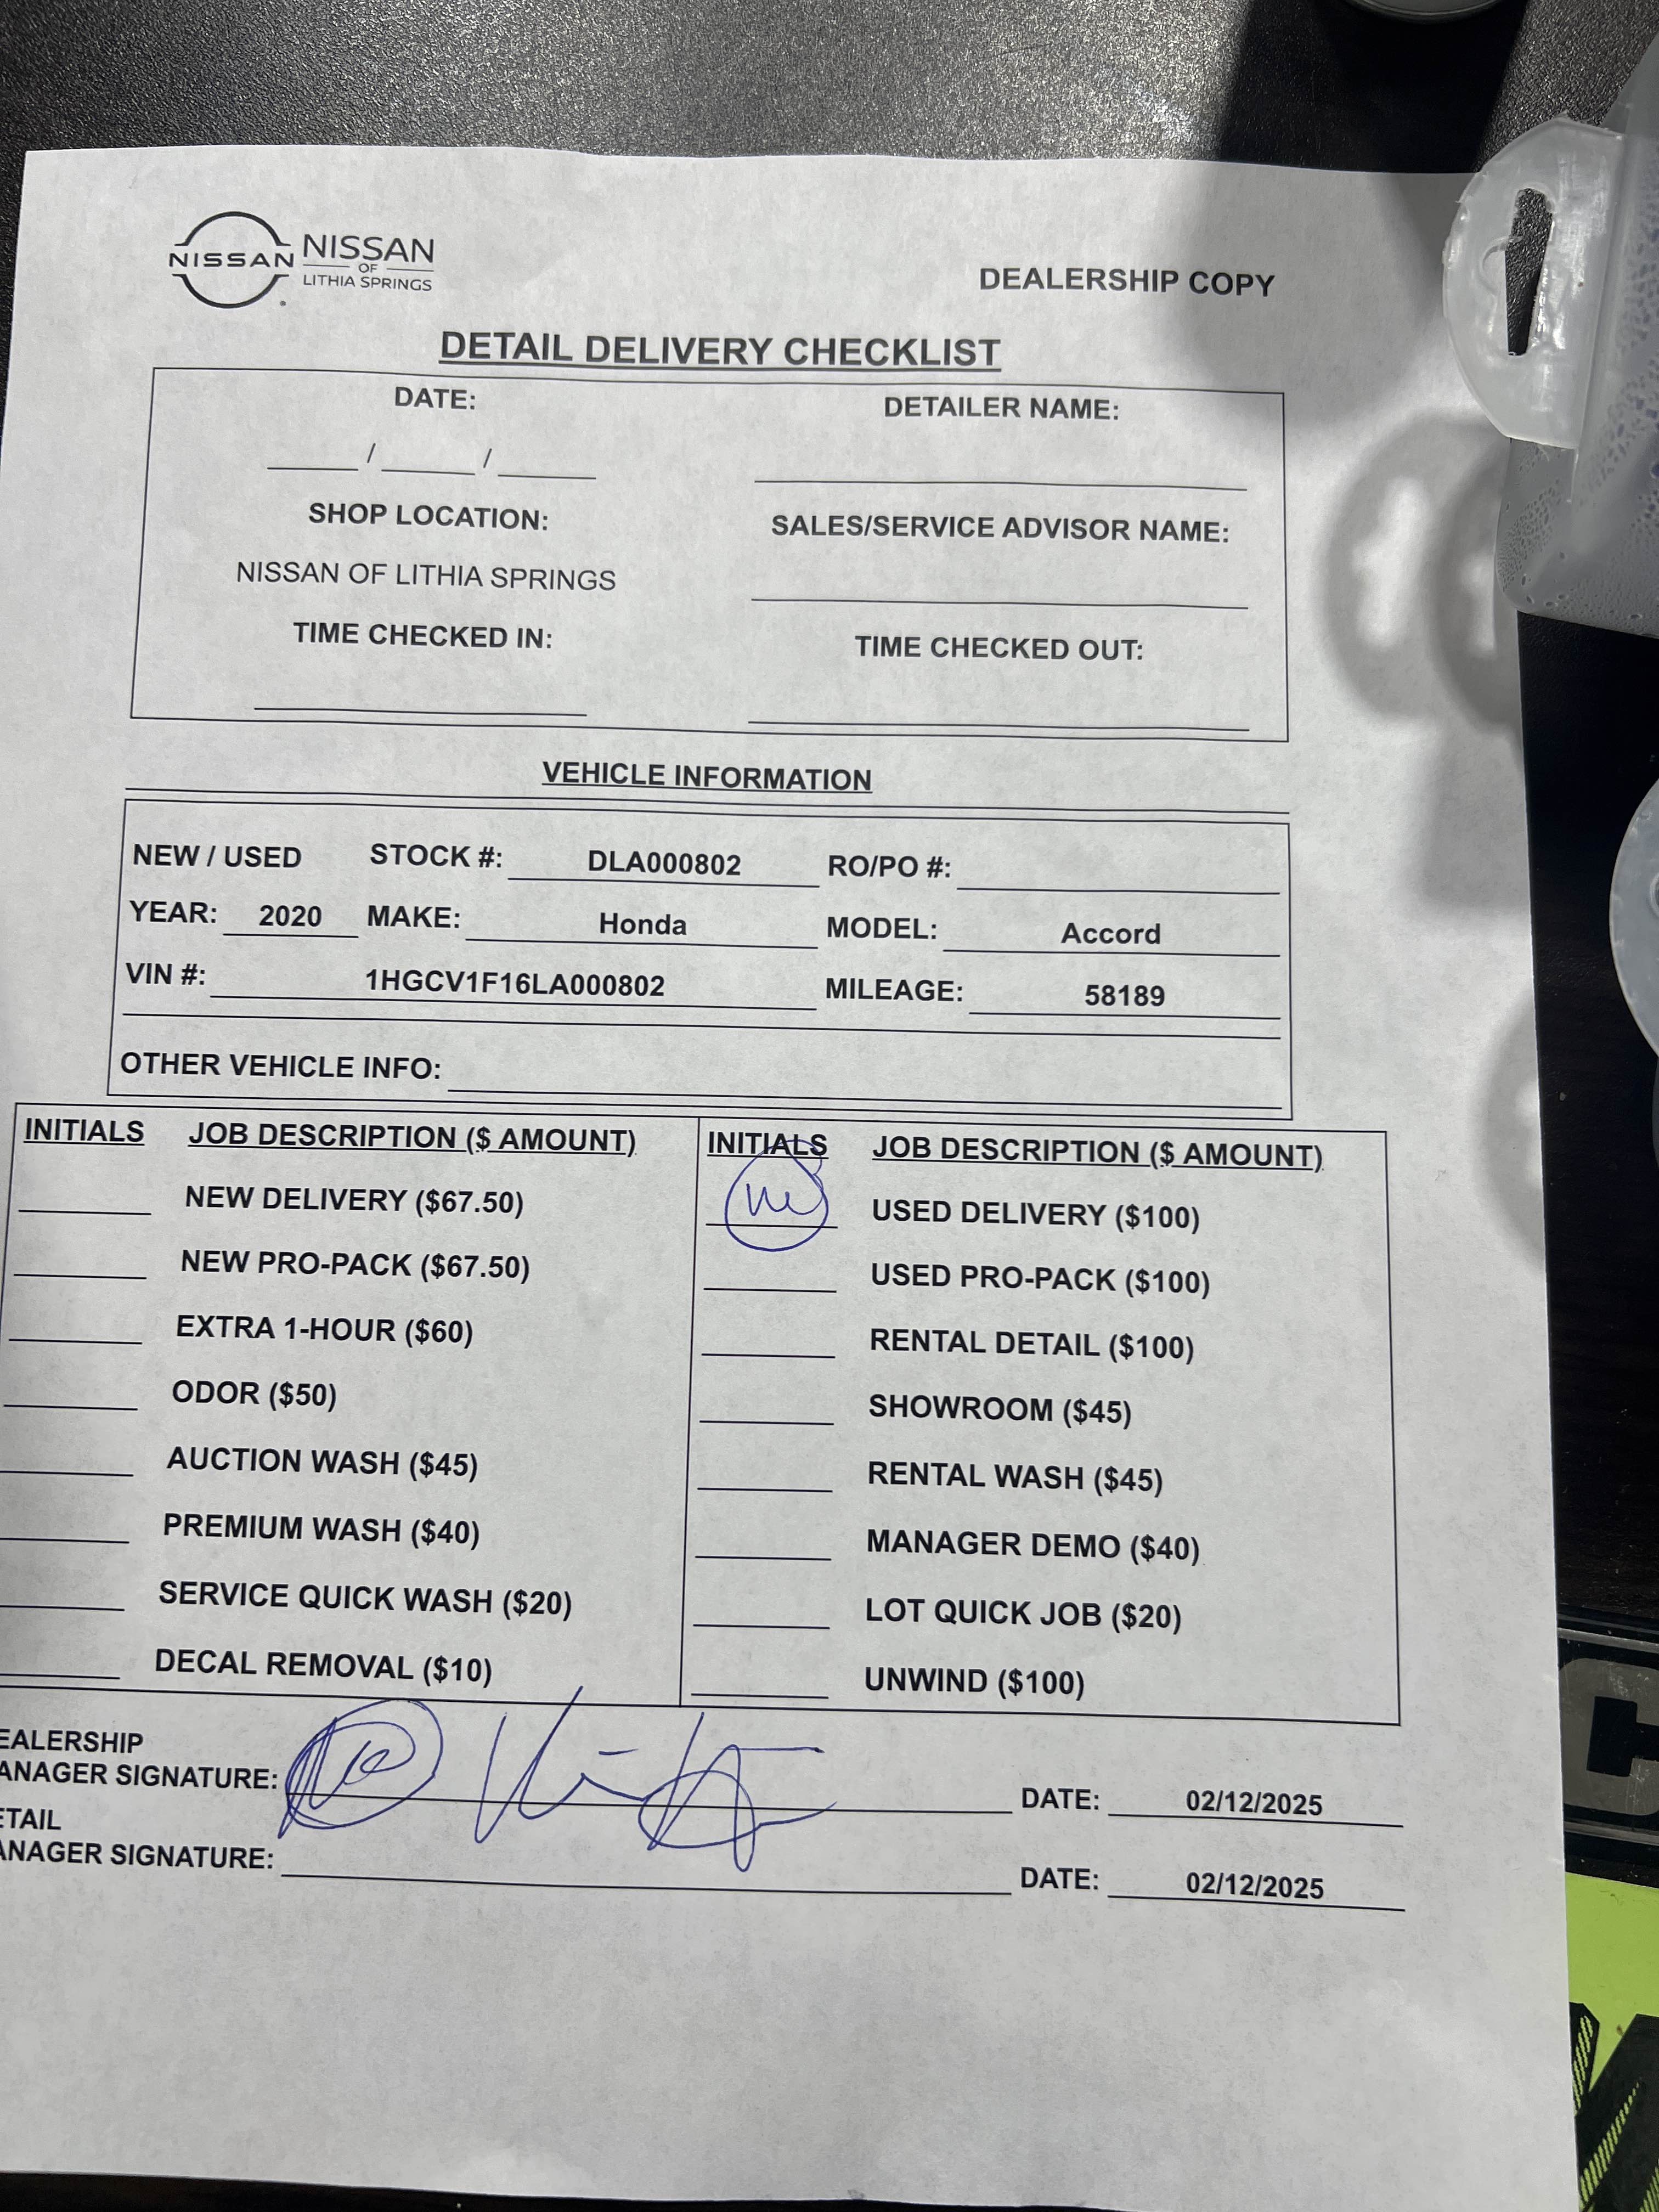 NISSAN NISSAN
OF
LITHIA SPRINGS
DEALERSHIP COPY
DETAIL DELIVERY CHECKLIST
DATE: DETAILER NAME:
/ /
SHOP LOCATION: SALES/SERVICE ADVISOR NAME:
NISSAN OF LITHIA SPRINGS
TIME CHECKED IN: TIME CHECKED OUT:
VEHICLE INFORMATION
NEW / USED STOCK #: DLA000802 RO/PO #:
YEAR: 2020 MAKE: Honda MODEL: Accord
VIN #: 1HGCV1F16LA000802 MILEAGE: 58189
OTHER VEHICLE INFO:
INITIALS JOB DESCRIPTION ($ AMOUNT) INITIALS JOB DESCRIPTION ($ AMOUNT)
NEW DELIVERY ($67.50) USED DELIVERY ($100)
NEW PRO-PACK ($67.50) USED PRO-PACK ($100)
EXTRA 1-HOUR ($60) RENTAL DETAIL ($100)
ODOR ($50) SHOWROOM ($45)
AUCTION WASH ($45) RENTAL WASH ($45)
PREMIUM WASH ($40) MANAGER DEMO ($40)
SERVICE QUICK WASH ($20) LOT QUICK JOB ($20)
DECAL REMOVAL ($10) UNWIND ($100)
EALERSHIP
ANAGER SIGNATURE: DATE: 02/12/2025
ETAIL
ANAGER SIGNATURE: DATE: 02/12/2025